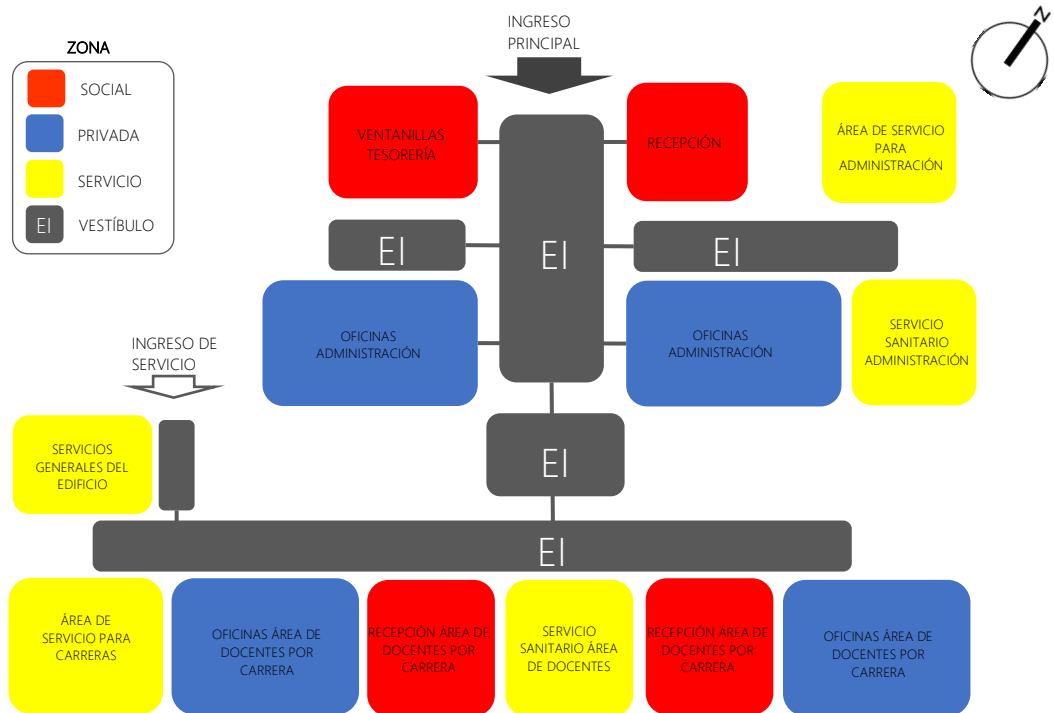 INGRESO
PRINCIPAL
N
ZONA
SOCIAL
PRIVADA
SERVICIO
EI VESTÍBULO
VENTANILLAS
TESORERÍA
RECEPCIÓN
ÁREA DE SERVICIO
PARA
ADMINISTRACIÓN
EI
EI
EI
OFICINAS
ADMINISTRACIÓN
OFICINAS
ADMINISTRACIÓN
SERVICIO
SANITARIO
ADMINISTRACIÓN
INGRESO DE
SERVICIO
SERVICIOS
GENERALES DEL
EDIFICIO
EI
EI
ÁREA DE
SERVICIO PARA
CARRERAS
OFICINAS ÁREA DE
DOCENTES POR
CARRERA
RECEPCIÓN ÁREA DE
DOCENTES POR
CARRERA
SERVICIO
SANITARIO ÁREA
DE DOCENTES
RECEPCIÓN ÁREA DE
DOCENTES POR
CARRERA
OFICINAS ÁREA DE
DOCENTES POR
CARRERA